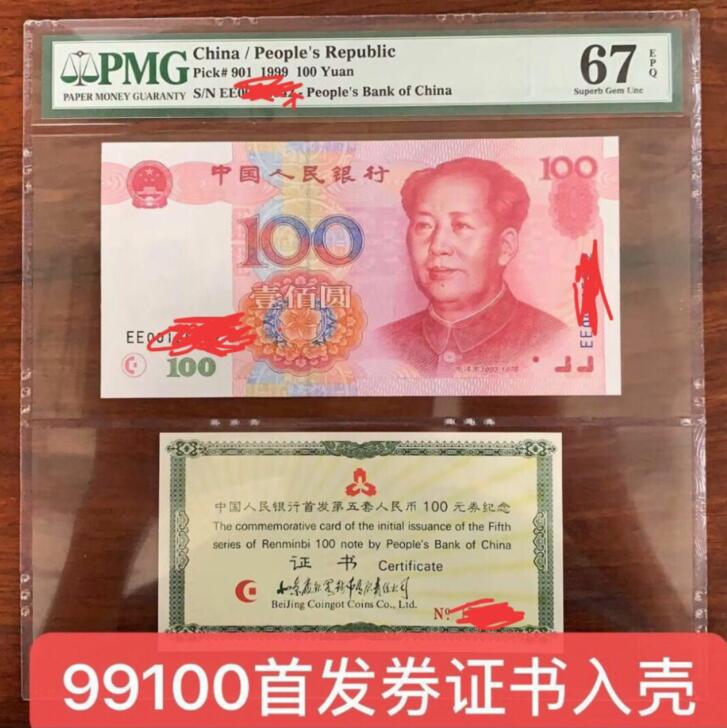 PMG
PAPER MONEY GUARANTY
China / People's Republic
Pick# 901 1999 100 Yuan
S/N EE0
- People's Bank of China
67
EPQ
Superb Gem Unc
中国人民银行
100
100
壹佰圆
EE001
EE0
100
中国人民银行首发第五套人民币100元券纪念
The commemorative card of the initial issuance of the Fifth
series of Renminbi 100 note by People's Bank of China
证 书 Certificate
BeiJing Coingot Coins Co., Ltd.
Nº
99100首发券证书入壳